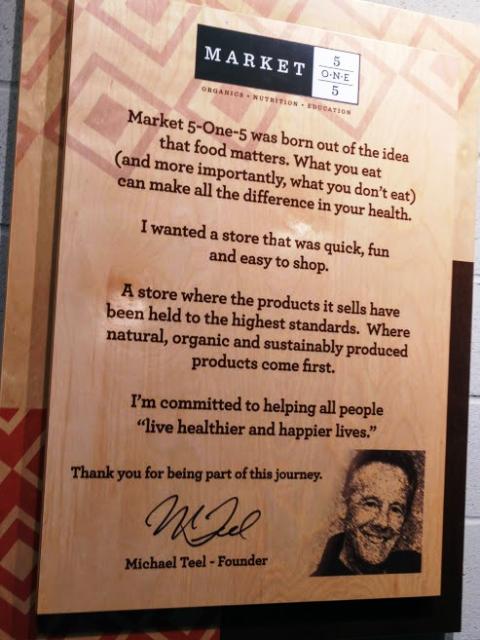 MARKET 5
O·N·E
5
ORGANICS • NUTRITION • EDUCATION
Market 5-One-5 was born out of the idea
that food matters. What you eat
(and more importantly, what you don't eat)
can make all the difference in your health.
I wanted a store that was quick, fun
and easy to shop.
A store where the products it sells have
been held to the highest standards. Where
natural, organic and sustainably produced
products come first.
I'm committed to helping all people
“live healthier and happier lives.”
Thank you for being part of this journey.
Michael Teel - Founder